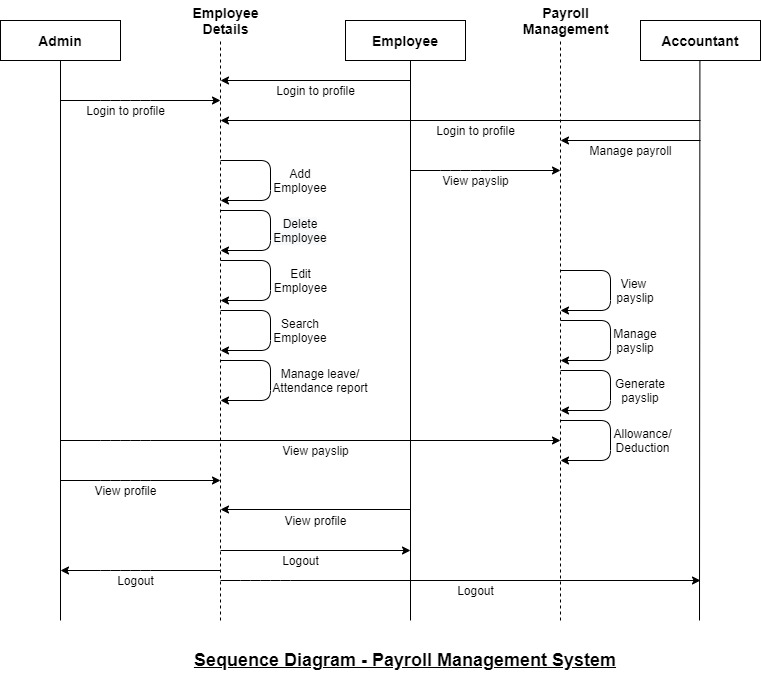 Employee
Details
Payroll
Management
Admin
Employee
Accountant
Login to profile
Login to profile
Login to profile
Manage payroll
View payslip
Add
Employee
Delete
Employee
Edit
Employee
View
payslip
Search
Employee
Manage
payslip
Manage leave/
Attendance report
Generate
payslip
Allowance/
Deduction
View payslip
View profile
View profile
Logout
Logout
Logout
Sequence Diagram - Payroll Management System